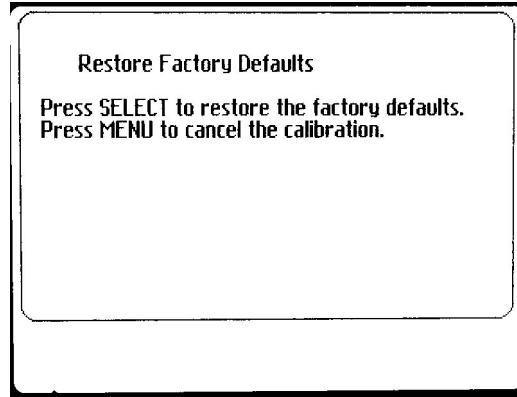 Restore Factory Defaults
Press SELECT to restore the factory defaults.
Press MENU to cancel the calibration.